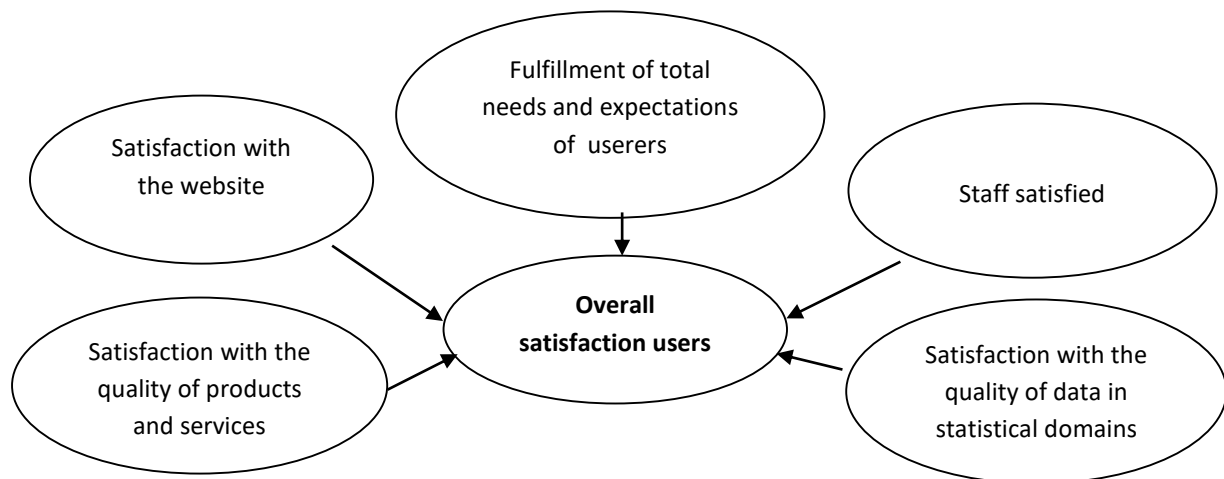 Fulfillment of total
needs and expectations
of userers
Satisfaction with
the website
Staff satisfied
Overall
satisfaction users
Satisfaction with the
quality of products
and services
Satisfaction with the
quality of data in
statistical domains